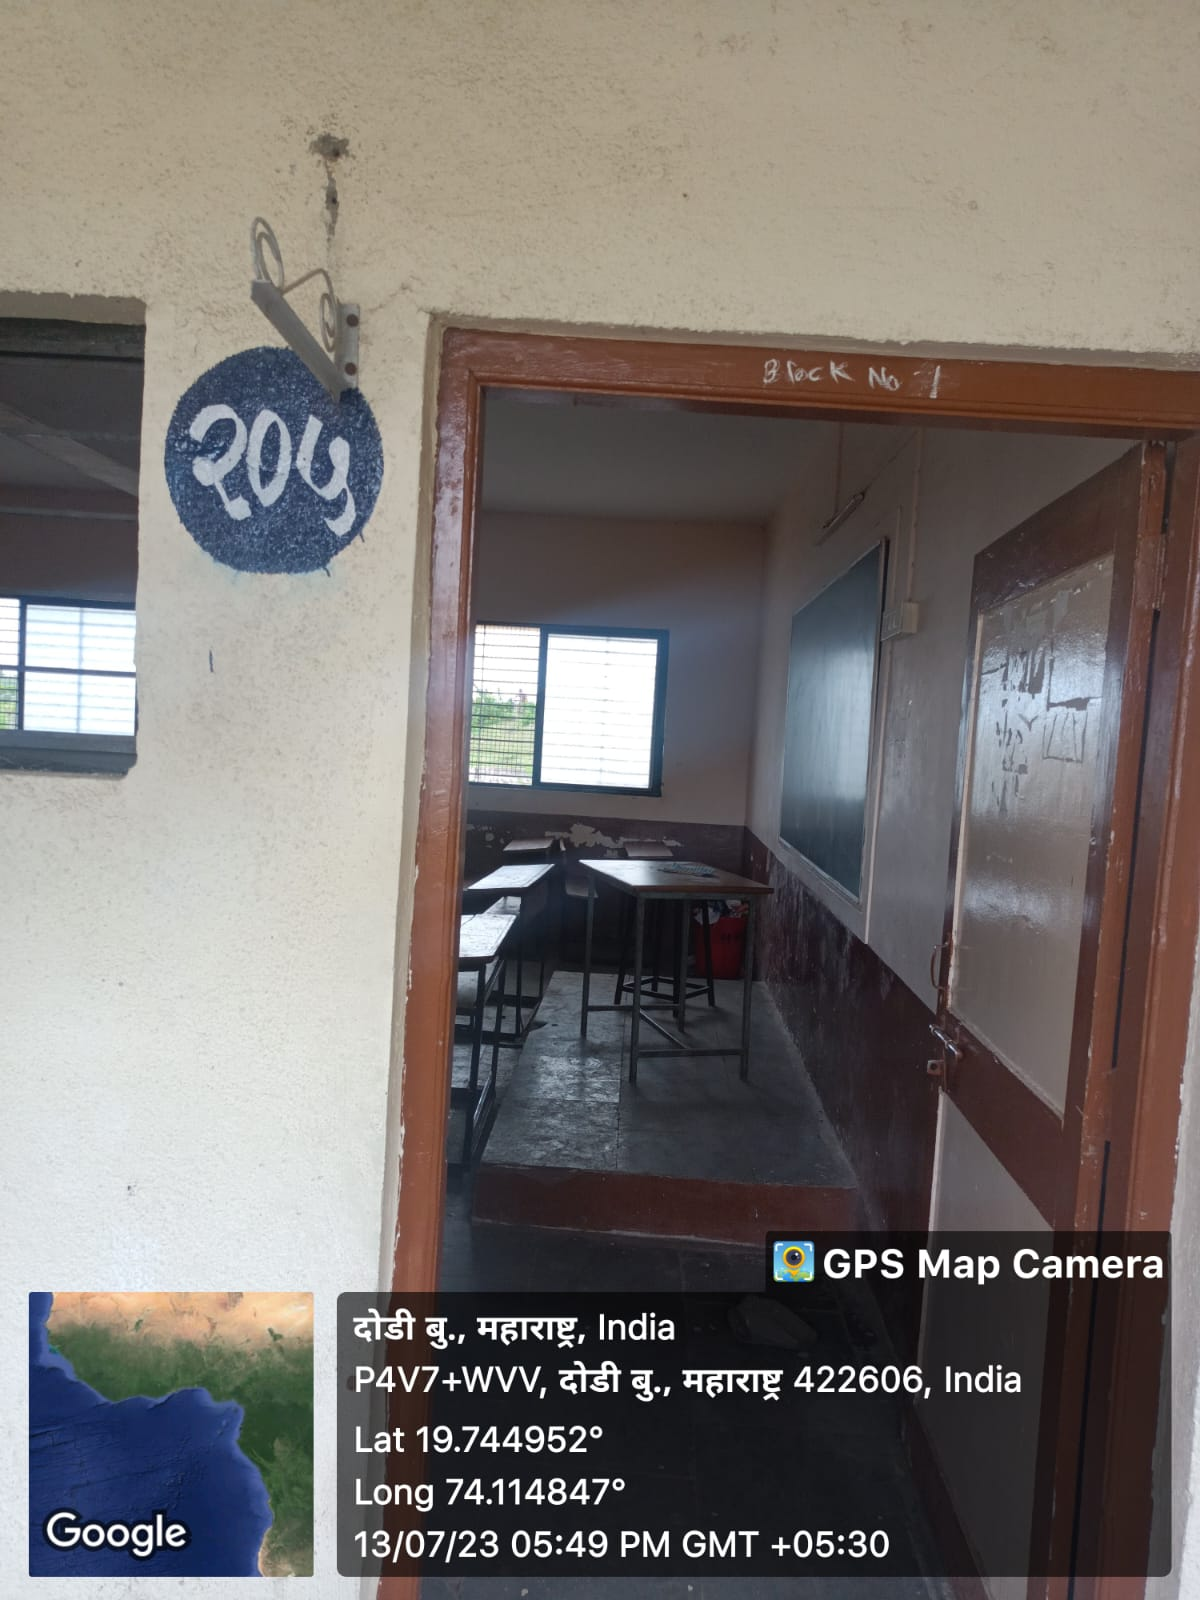 Block No 1
२०५
GPS Map Camera
दोडी बु., महाराष्ट्र, India
P4V7+WVV, दोडी बु., महाराष्ट्र 422606, India
Lat 19.744952°
Long 74.114847°
13/07/23 05:49 PM GMT +05:30
Google